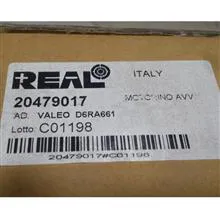 REAL ITALY
20479017 MOTORINO AVV
AD. VALEO D6RA661
Lotto C01198
20479017#C01198